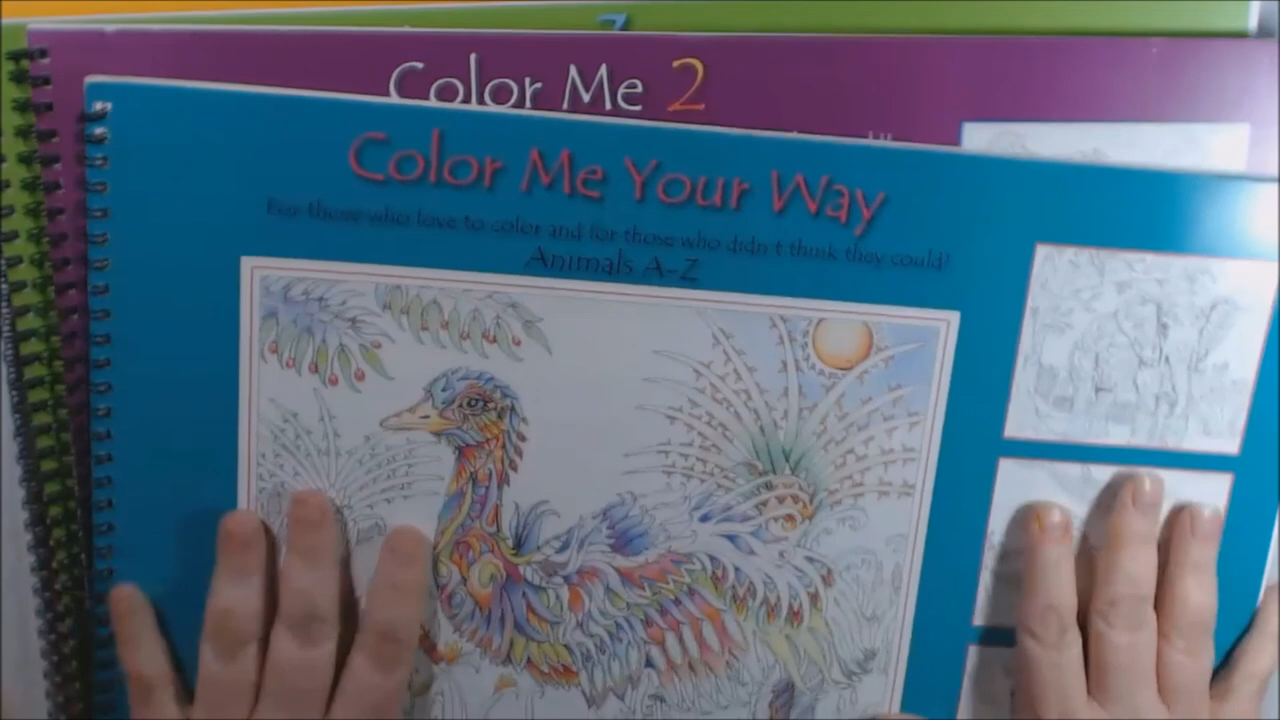 Color Me 2
Color Me Your Way
For those who love to color and for those who didn't think they could!
Animals A-Z